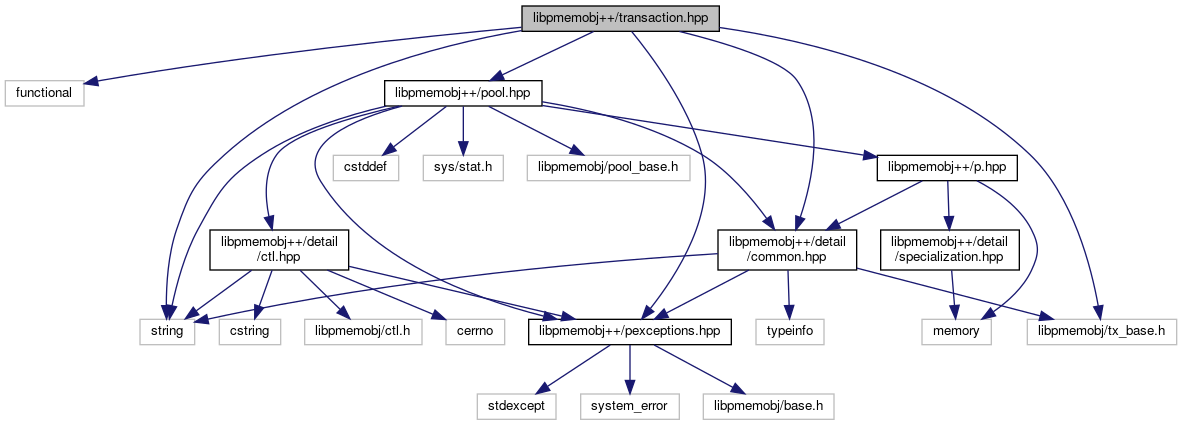 libpmemobj++/transaction.hpp
functional
libpmemobj++/pool.hpp
cstddef
sys/stat.h
libpmemobj/pool_base.h
libpmemobj++/p.hpp
libpmemobj++/detail
/ctl.hpp
libpmemobj++/detail
/common.hpp
libpmemobj++/detail
/specialization.hpp
string
cstring
libpmemobj/ctl.h
cerrno
libpmemobj++/pexceptions.hpp
typeinfo
memory
libpmemobj/tx_base.h
stdexcept
system_error
libpmemobj/base.h